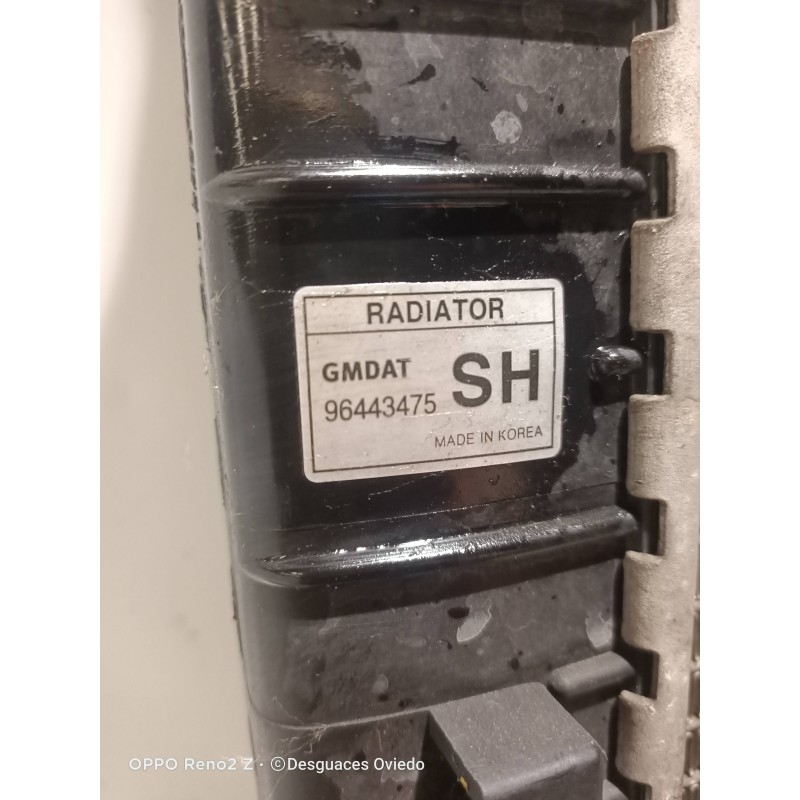 RADIATOR
GMDAT SH
96443475
MADE IN KOREA
OPPO Reno2 Z · ©Desguaces Oviedo